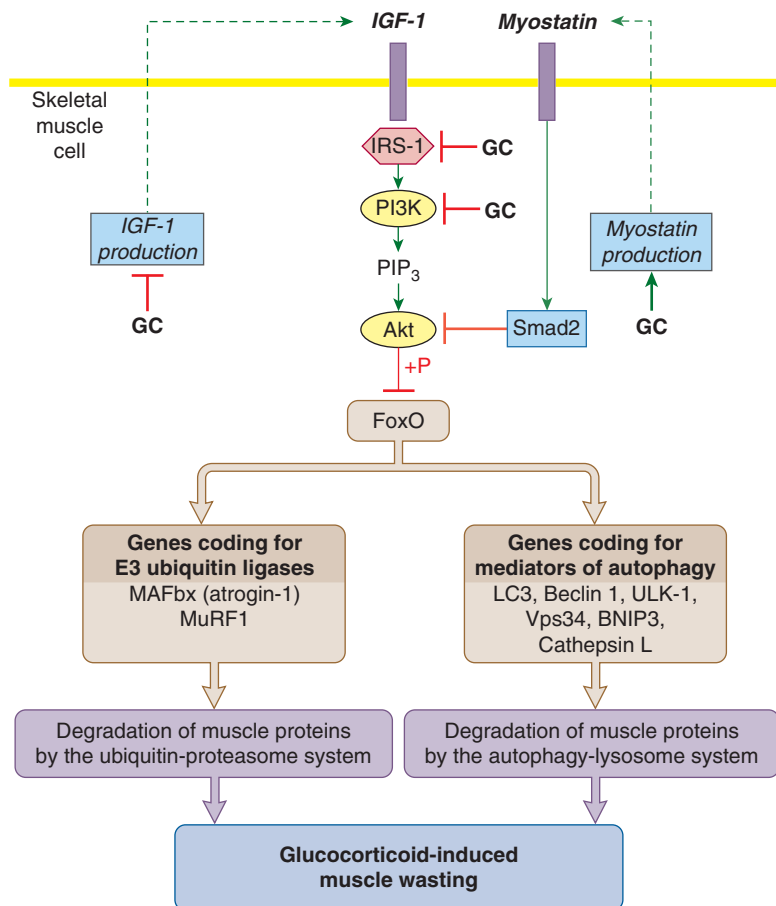 IGF-1
Myostatin
Skeletal
muscle
cell
IRS-1
GC
PI3K
GC
IGF-1
production
Myostatin
production
PIP3
GC
Akt
Smad2
GC
+P
FoxO
Genes coding for
E3 ubiquitin ligases
MAFbx (atrogin-1)
MuRF1
Genes coding for
mediators of autophagy
LC3, Beclin 1, ULK-1,
Vps34, BNIP3,
Cathepsin L
Degradation of muscle proteins
by the ubiquitin-proteasome system
Degradation of muscle proteins
by the autophagy-lysosome system
Glucocorticoid-induced
muscle wasting